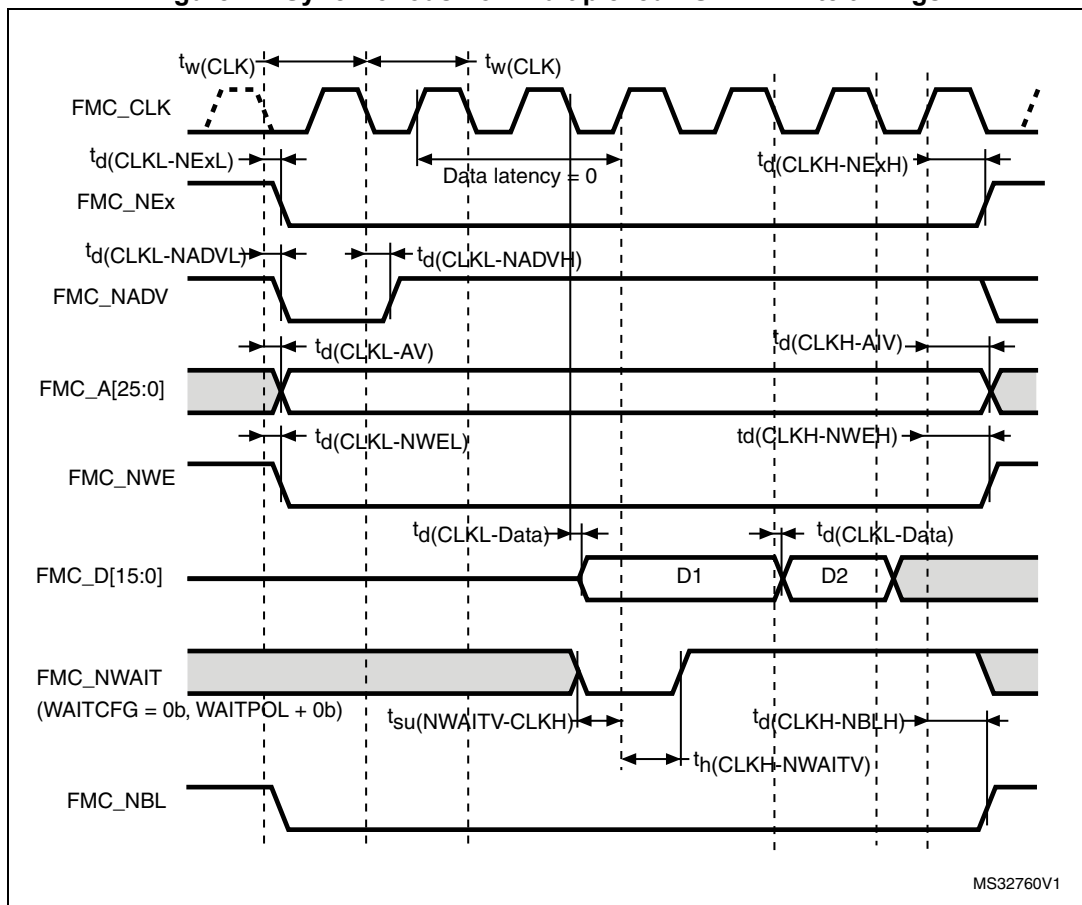 tw(CLK)
tw(CLK)
FMC_CLK
td(CLKL-NExL)
Data latency = 0
td(CLKH-NExH)
FMC_NEx
td(CLKL-NADVL)
td(CLKL-NADVH)
FMC_NADV
td(CLKL-AV)
td(CLKH-AIV)
FMC_A[25:0]
td(CLKL-NWEL)
td(CLKH-NWEH)
FMC_NWE
td(CLKL-Data)
td(CLKL-Data)
FMC_D[15:0]
D1
D2
FMC_NWAIT
(WAITCFG = 0b, WAITPOL + 0b)
tsu(NWAITV-CLKH)
td(CLKH-NBLH)
th(CLKH-NWAITV)
FMC_NBL
MS32760V1